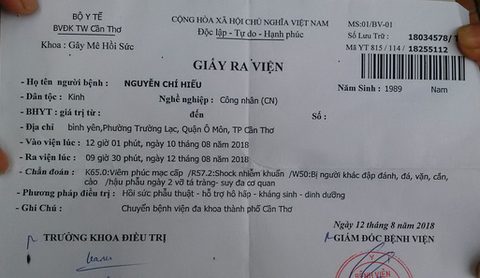 BỘ Y TẾ
BVĐK TW Cần Thơ
Khoa : Gây Mê Hồi Sức
CỘNG HÒA XÃ HỘI CHỦ NGHĨA VIỆT NAM
Độc lập - Tự do - Hạnh phúc
MS:01/BV-01
Số Lưu Trữ : 18034578/
Mã YT 815 / 114 / 18255112
GIẤY RA VIỆN
- Họ tên người bệnh : NGUYỄN CHÍ HIẾU
Năm Sinh : 1989 Nam
- Dân tộc : Kinh Nghề nghiệp : Công nhân (CN)
- BHYT : giá trị từ : đến Số :
- Địa chỉ bình yên,Phường Trường Lạc, Quận Ô Môn, TP Cần Thơ
- Vào viện lúc : 12 giờ 01 phút, ngày 10 tháng 08 năm 2018
- Ra viện lúc : 09 giờ 30 phút, ngày 12 tháng 08 năm 2018
- Chẩn đoán : K65.0:Viêm phúc mạc cấp /R57.2:Shock nhiễm khuẩn /W50:Bị người khác đập đánh, đá, vặn, cắn,
cào /hậu phẫu ngày 2 vỡ tá tràng- suy đa cơ quan
- Phương pháp điều trị : Hồi sức phẫu thuật - hỗ trợ hô hấp - kháng sinh - dinh dưỡng
- Ghi Chú : Chuyển bệnh viện đa khoa thành phố Cần Thơ
Ngày 12 tháng 8 năm 2018
TRƯỞNG KHOA ĐIỀU TRỊ
GIÁM ĐỐC BỆNH VIỆN
BỆNH VIỆN